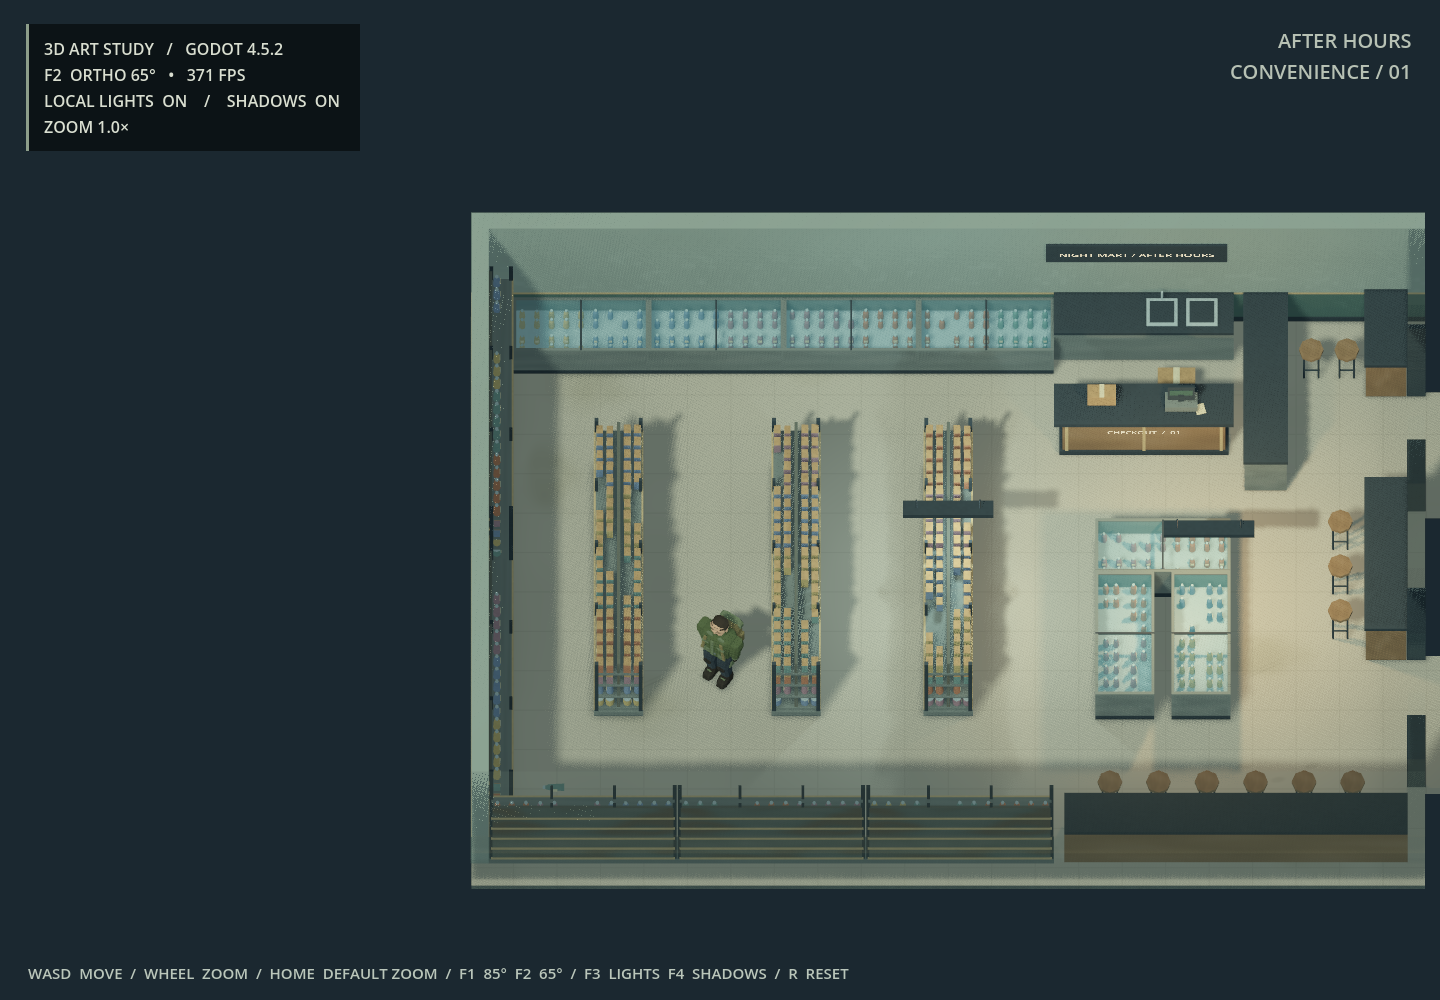 3D ART STUDY / GODOT 4.5.2
F2 ORTHO 65° • 371 FPS
LOCAL LIGHTS ON / SHADOWS ON
ZOOM 1.0×
AFTER HOURS
CONVENIENCE / 01
NIGHT MART / AFTER HOURS
CHECKOUT / 01
WASD MOVE / WHEEL ZOOM / HOME DEFAULT ZOOM / F1 85° F2 65° / F3 LIGHTS F4 SHADOWS / R RESET